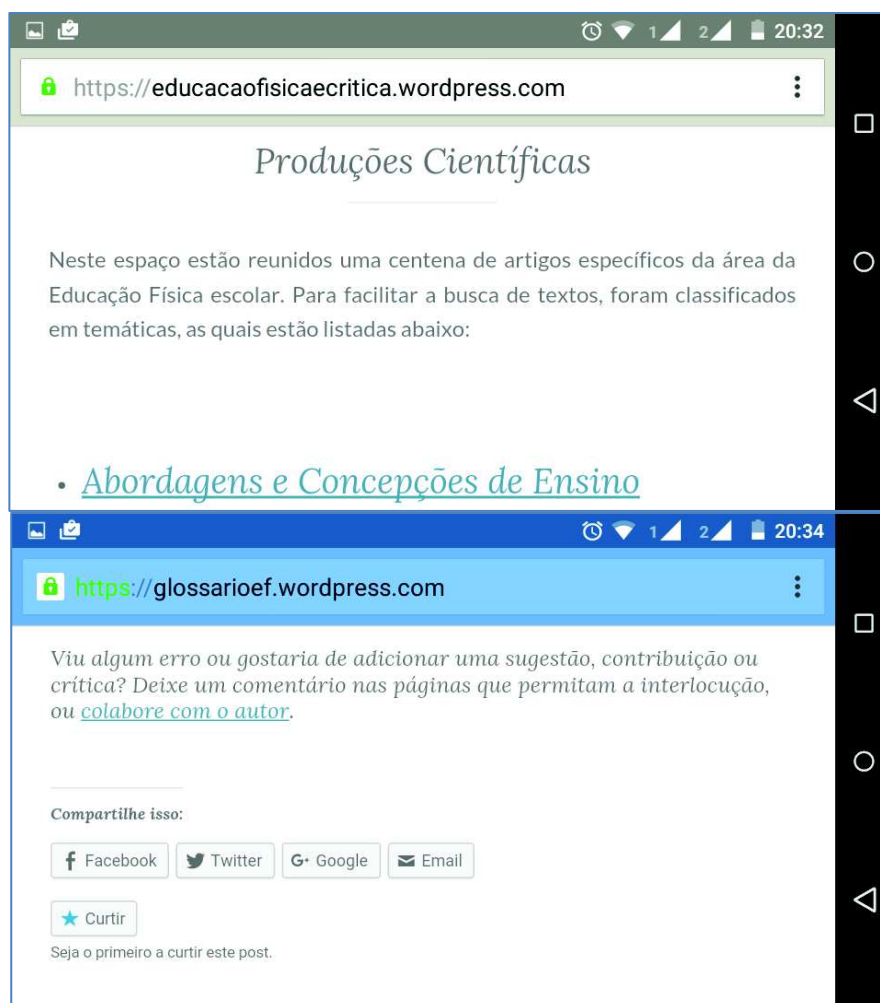 1 2 20:32
https://educacaofisicaecritica.wordpress.com
Produções Científicas
Neste espaço estão reunidos uma centena de artigos específicos da área da
Educação Física escolar. Para facilitar a busca de textos, foram classificados
em temáticas, as quais estão listadas abaixo:
• Abordagens e Concepções de Ensino
1 2 20:34
https://glossarioef.wordpress.com
Viu algum erro ou gostaria de adicionar uma sugestão, contribuição ou
crítica? Deixe um comentário nas páginas que permitam a interlocução,
ou colabore com o autor.
Compartilhe isso:
Facebook Twitter G+ Google Email
Curtir
Seja o primeiro a curtir este post.